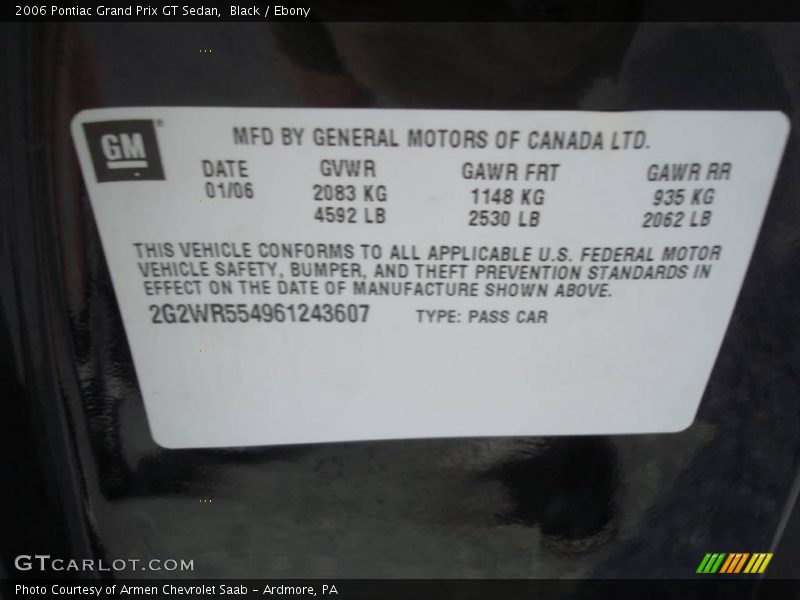 2006 Pontiac Grand Prix GT Sedan, Black / Ebony
GM®
MFD BY GENERAL MOTORS OF CANADA LTD.
DATE GVWR GAWR FRT GAWR RR
01/06 2083 KG 1148 KG 935 KG
4592 LB 2530 LB 2062 LB
THIS VEHICLE CONFORMS TO ALL APPLICABLE U.S. FEDERAL MOTOR
VEHICLE SAFETY, BUMPER, AND THEFT PREVENTION STANDARDS IN
EFFECT ON THE DATE OF MANUFACTURE SHOWN ABOVE.
2G2WR554961243607 TYPE: PASS CAR
GTCARLOT.COM
Photo Courtesy of Armen Chevrolet Saab - Ardmore, PA